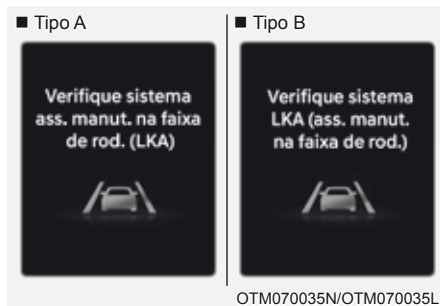 ■ Tipo A
Verifique sistema
ass. manut. na faixa
de rod. (LKA)
■ Tipo B
Verifique sistema
LKA (ass. manut.
na faixa de rod.)
OTM070035N/OTM070035L